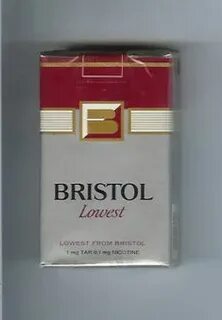 B
BRISTOL
Lowest
LOWEST FROM BRISTOL
1 mg TAR 0.1 mg NICOTINE